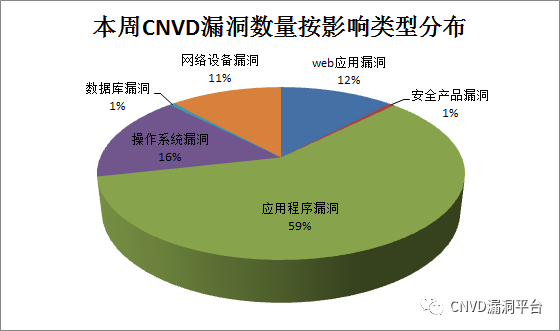 本周CNVD漏洞数量按影响类型分布
网络设备漏洞
11%
web应用漏洞
12%
数据库漏洞
1%
安全产品漏洞
1%
操作系统漏洞
16%
应用程序漏洞
59%
CNVD漏洞平台